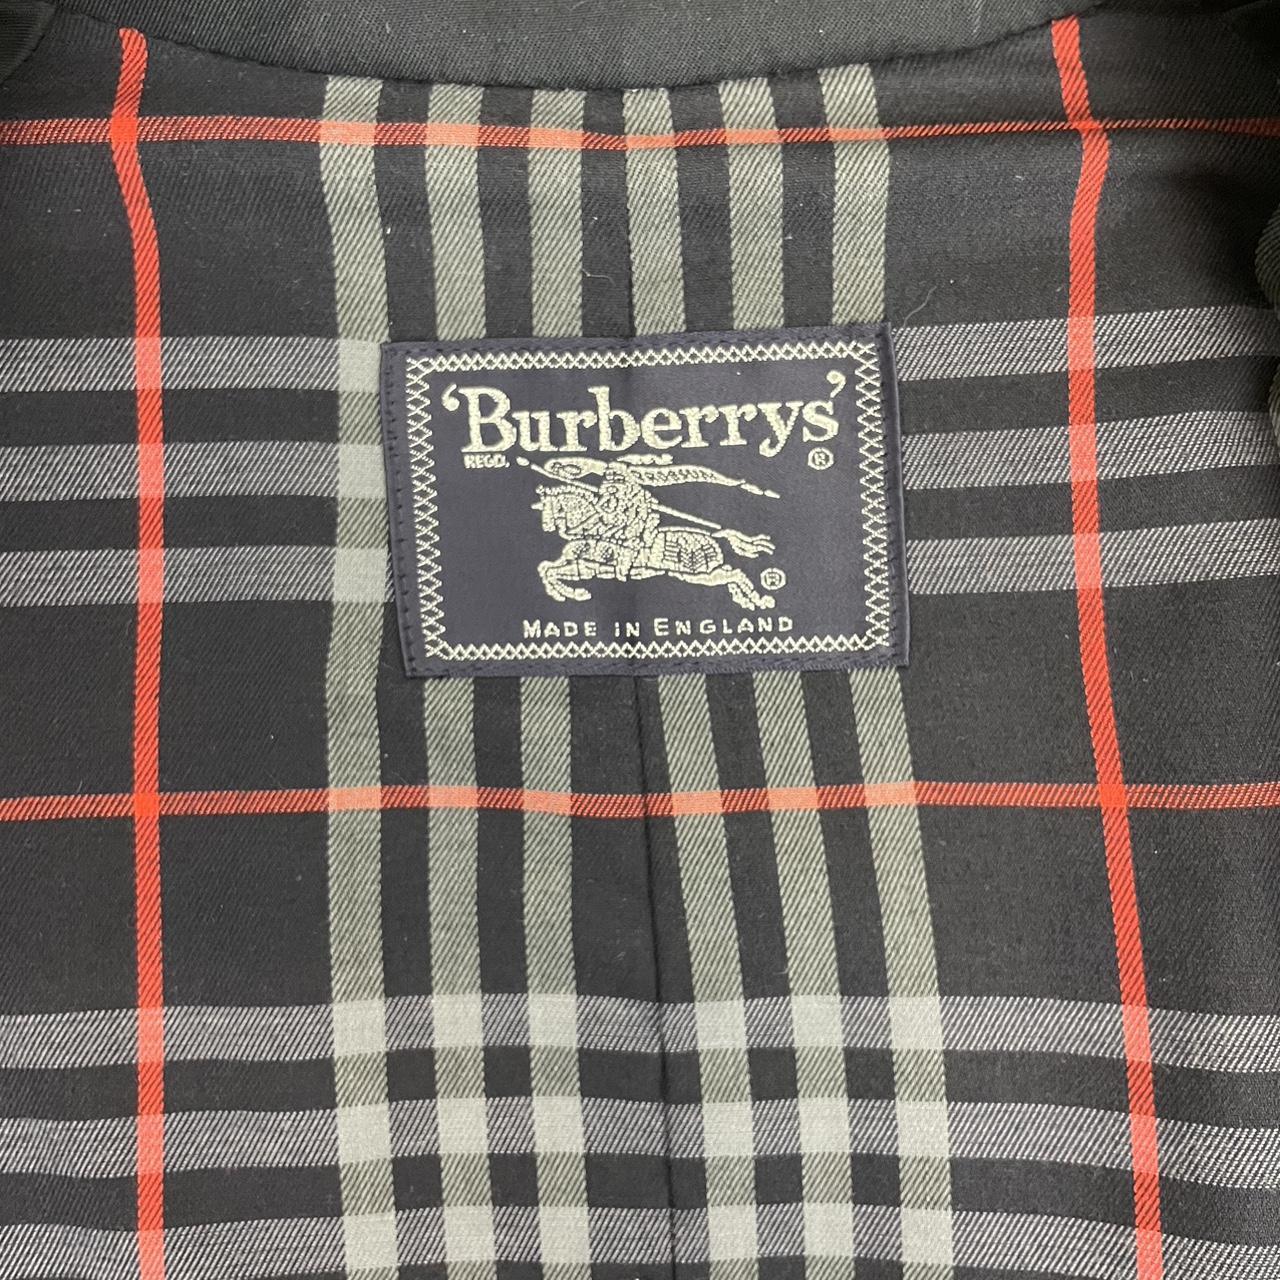 ‘Burberrys’
REGD. ®
®
MADE IN ENGLAND